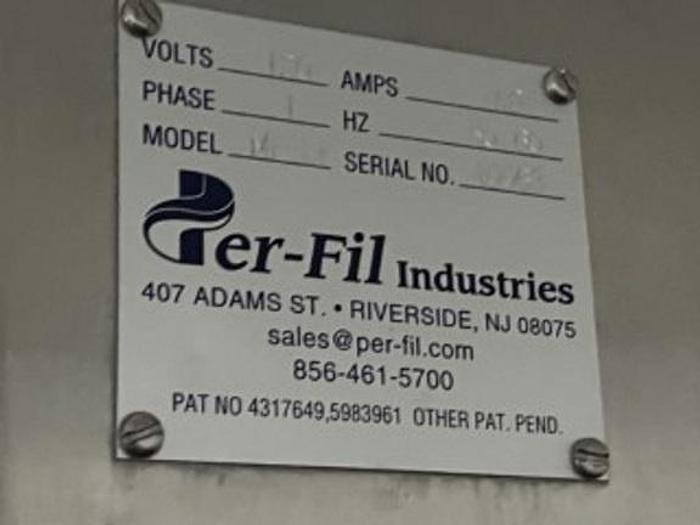 VOLTS AMPS
PHASE 1 HZ
MODEL SERIAL NO.
Per-Fil Industries
407 ADAMS ST. • RIVERSIDE, NJ 08075
sales@per-fil.com
856-461-5700
PAT NO 4317649,5983961 OTHER PAT. PEND.